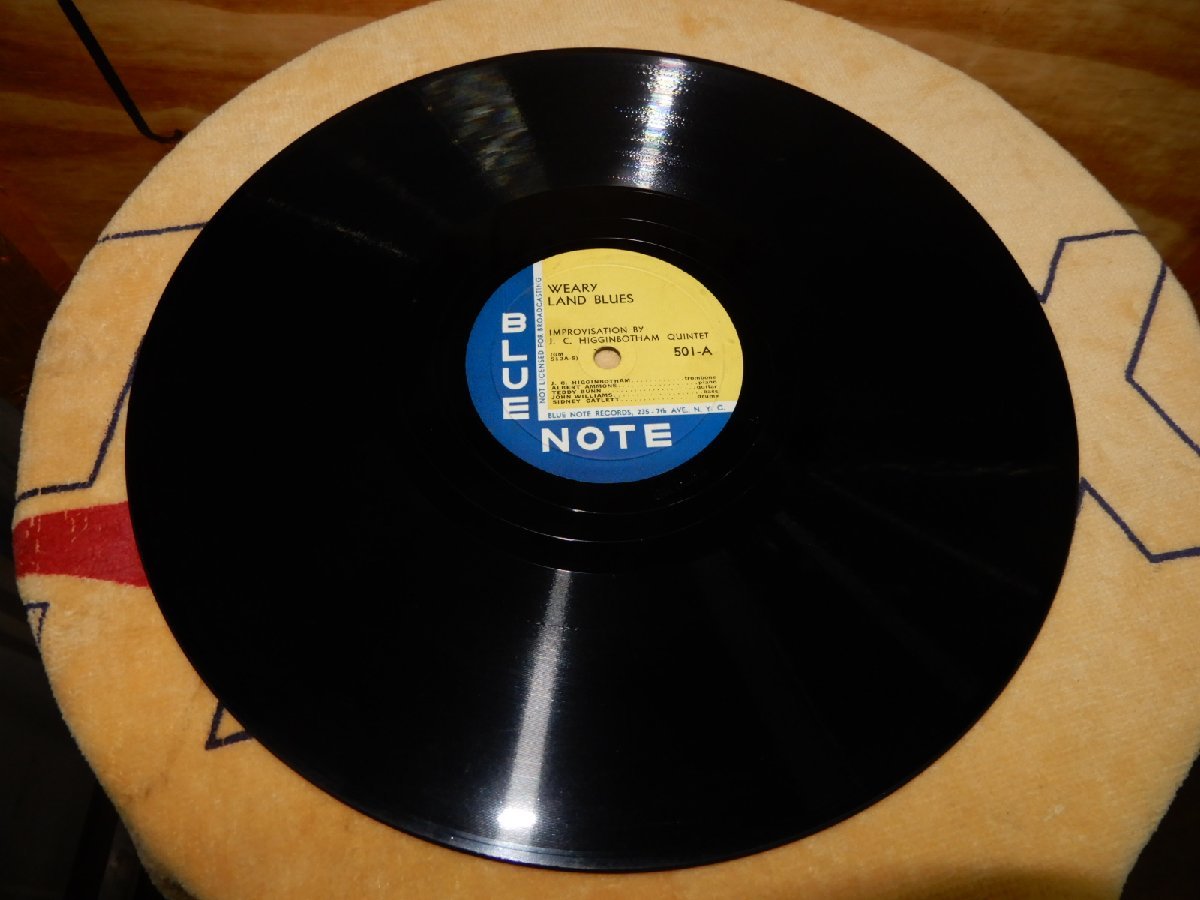 WEARY
LAND BLUES
IMPROVISATION BY
J. C. HIGGINBOTHAM QUINTET
501-A
J. C. HIGGINBOTHAM..............trombone
ALBERT AMMONS..............piano
TEDDY BUNN..............guitar
JOHN WILLIAMS..............bass
SIDNEY CATLETT..............drums
BLUE NOTE RECORDS, 235 - 7th AVE. N. Y. C.
NOT LICENSED FOR BROADCASTING
BLUE
NOTE